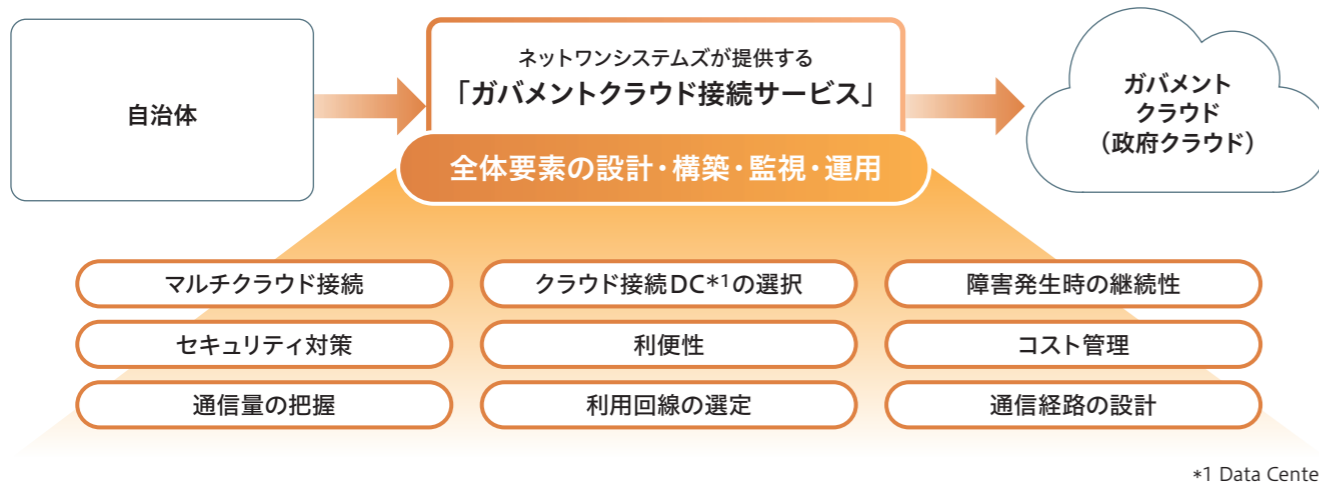 自治体
ネットワンシステムズが提供する
「ガバメントクラウド接続サービス」
ガバメント
クラウド
（政府クラウド）
全体要素の設計・構築・監視・運用
マルチクラウド接続
クラウド接続DC*1の選択
障害発生時の継続性
セキュリティ対策
利便性
コスト管理
通信量の把握
利用回線の選定
通信経路の設計
*1 Data Cente